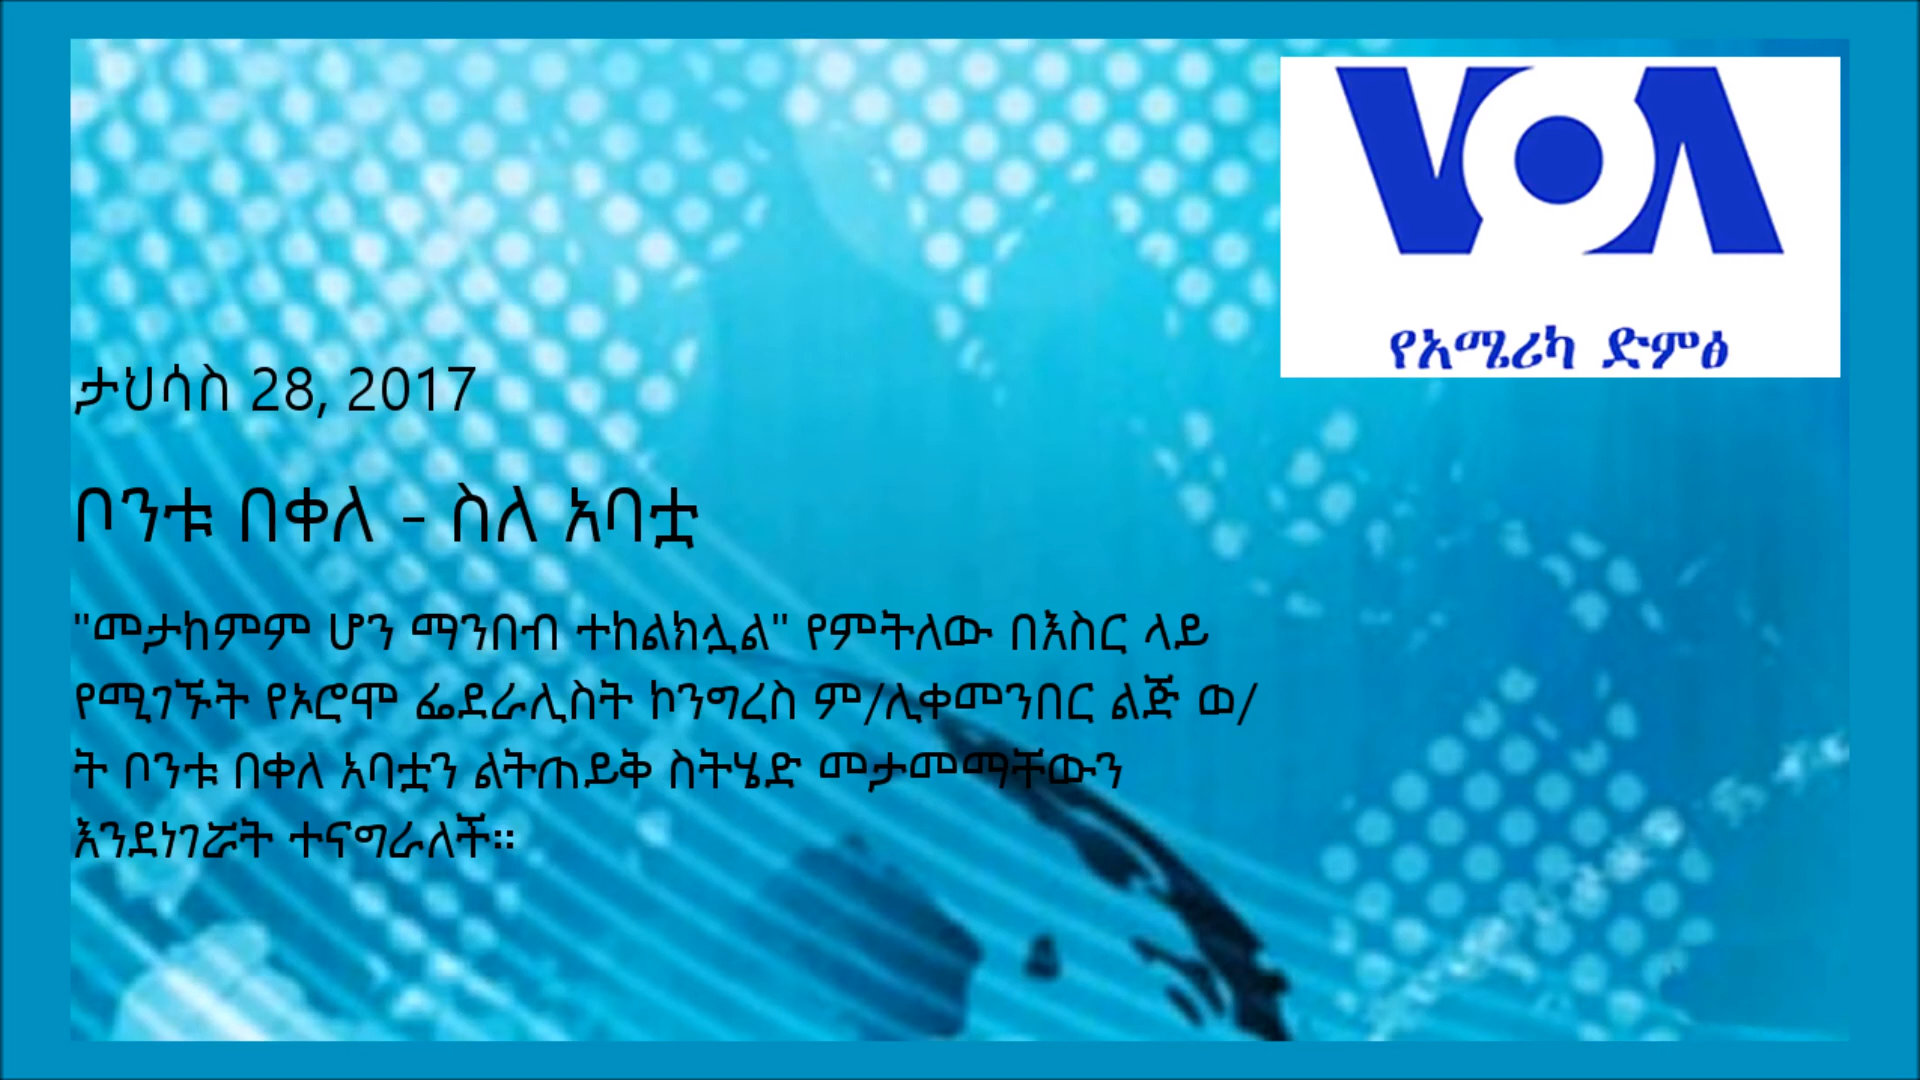 VOA
የአሜሪካ ድምፅ
ታህሳስ 28, 2017
ቦንቱ በቀለ - ስለ አባቷ
"መታከምም ሆነ ማንበብ ተከልክሏል" የምትለው በእስር ላይ
የሚገኙት የኦሮሞ ፌደራሊስት ኮንግረስ ም/ሊቀመንበር ልጅ ወ/
ት ቦንቱ በቀለ አባቷን ልትጠይቅ ስትሄድ መታመማቸውን
እንደነገሯት ተናግራለች።